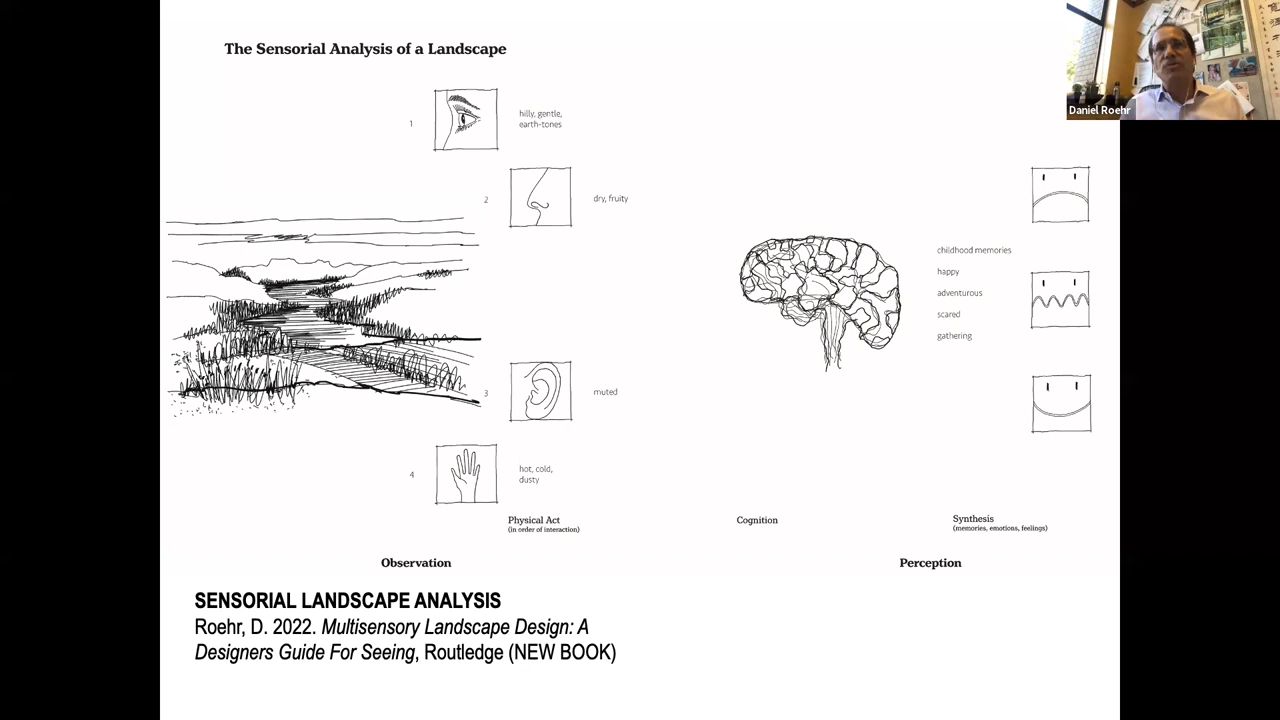 The Sensorial Analysis of a Landscape
Daniel Roehr
1
hilly, gentle,
earth-tones
2
dry, fruity
childhood memories
happy
adventurous
scared
gathering
3
muted
4
hot, cold,
dusty
Physical Act
(in order of interaction)
Cognition
Synthesis
(memories, emotions, feelings)
Observation
Perception
SENSORIAL LANDSCAPE ANALYSIS
Roehr, D. 2022. Multisensory Landscape Design: A
Designers Guide For Seeing, Routledge (NEW BOOK)